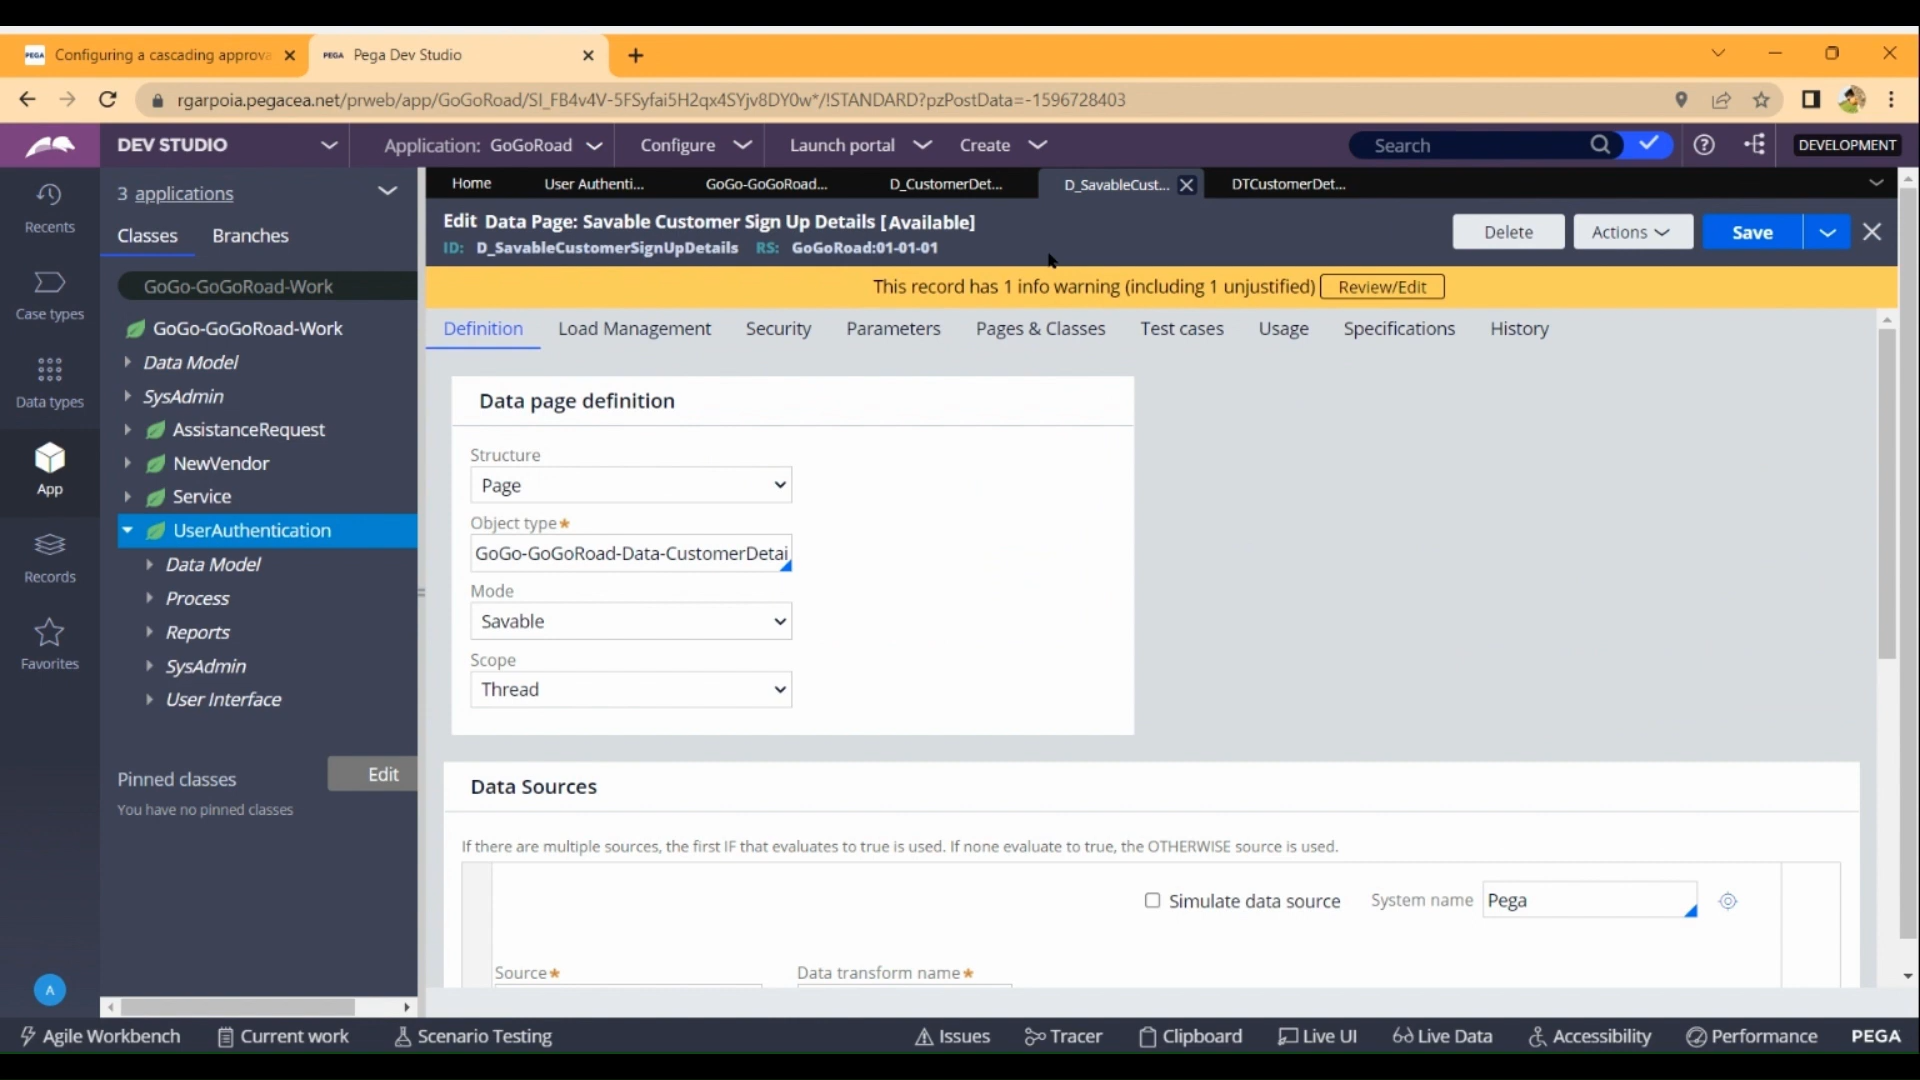 PEGA Configuring a cascading approva
PEGA Pega Dev Studio
rgarpoia.pegacea.net/prweb/app/GoGoRoad/SI_FB4v4V-5FSyfai5H2qx4SYjv8DY0w*/!STANDARD?pzPostData=-1596728403
DEV STUDIO
Application: GoGoRoad
Configure
Launch portal
Create
Search
DEVELOPMENT
Recents
Case types
Data types
App
Records
Favorites
A
3 applications
Classes Branches
GoGo-GoGoRoad-Work
GoGo-GoGoRoad-Work
Data Model
SysAdmin
AssistanceRequest
NewVendor
Service
UserAuthentication
Data Model
Process
Reports
SysAdmin
User Interface
Pinned classes Edit
You have no pinned classes
Home User Authenti... GoGo-GoGoRoad... D_CustomerDet... D_SavableCust... DTCustomerDet...
Edit Data Page: Savable Customer Sign Up Details [Available]
ID: D_SavableCustomerSignUpDetails RS: GoGoRoad:01-01-01
Delete Actions Save
This record has 1 info warning (including 1 unjustified) Review/Edit
Definition Load Management Security Parameters Pages & Classes Test cases Usage Specifications History
Data page definition
Structure
Page
Object type*
GoGo-GoGoRoad-Data-CustomerDetai
Mode
Savable
Scope
Thread
Data Sources
If there are multiple sources, the first IF that evaluates to true is used. If none evaluate to true, the OTHERWISE source is used.
Simulate data source System name Pega
Source* Data transform name*
Agile Workbench Current work Scenario Testing Issues Tracer Clipboard Live UI Live Data Accessibility Performance PEGA